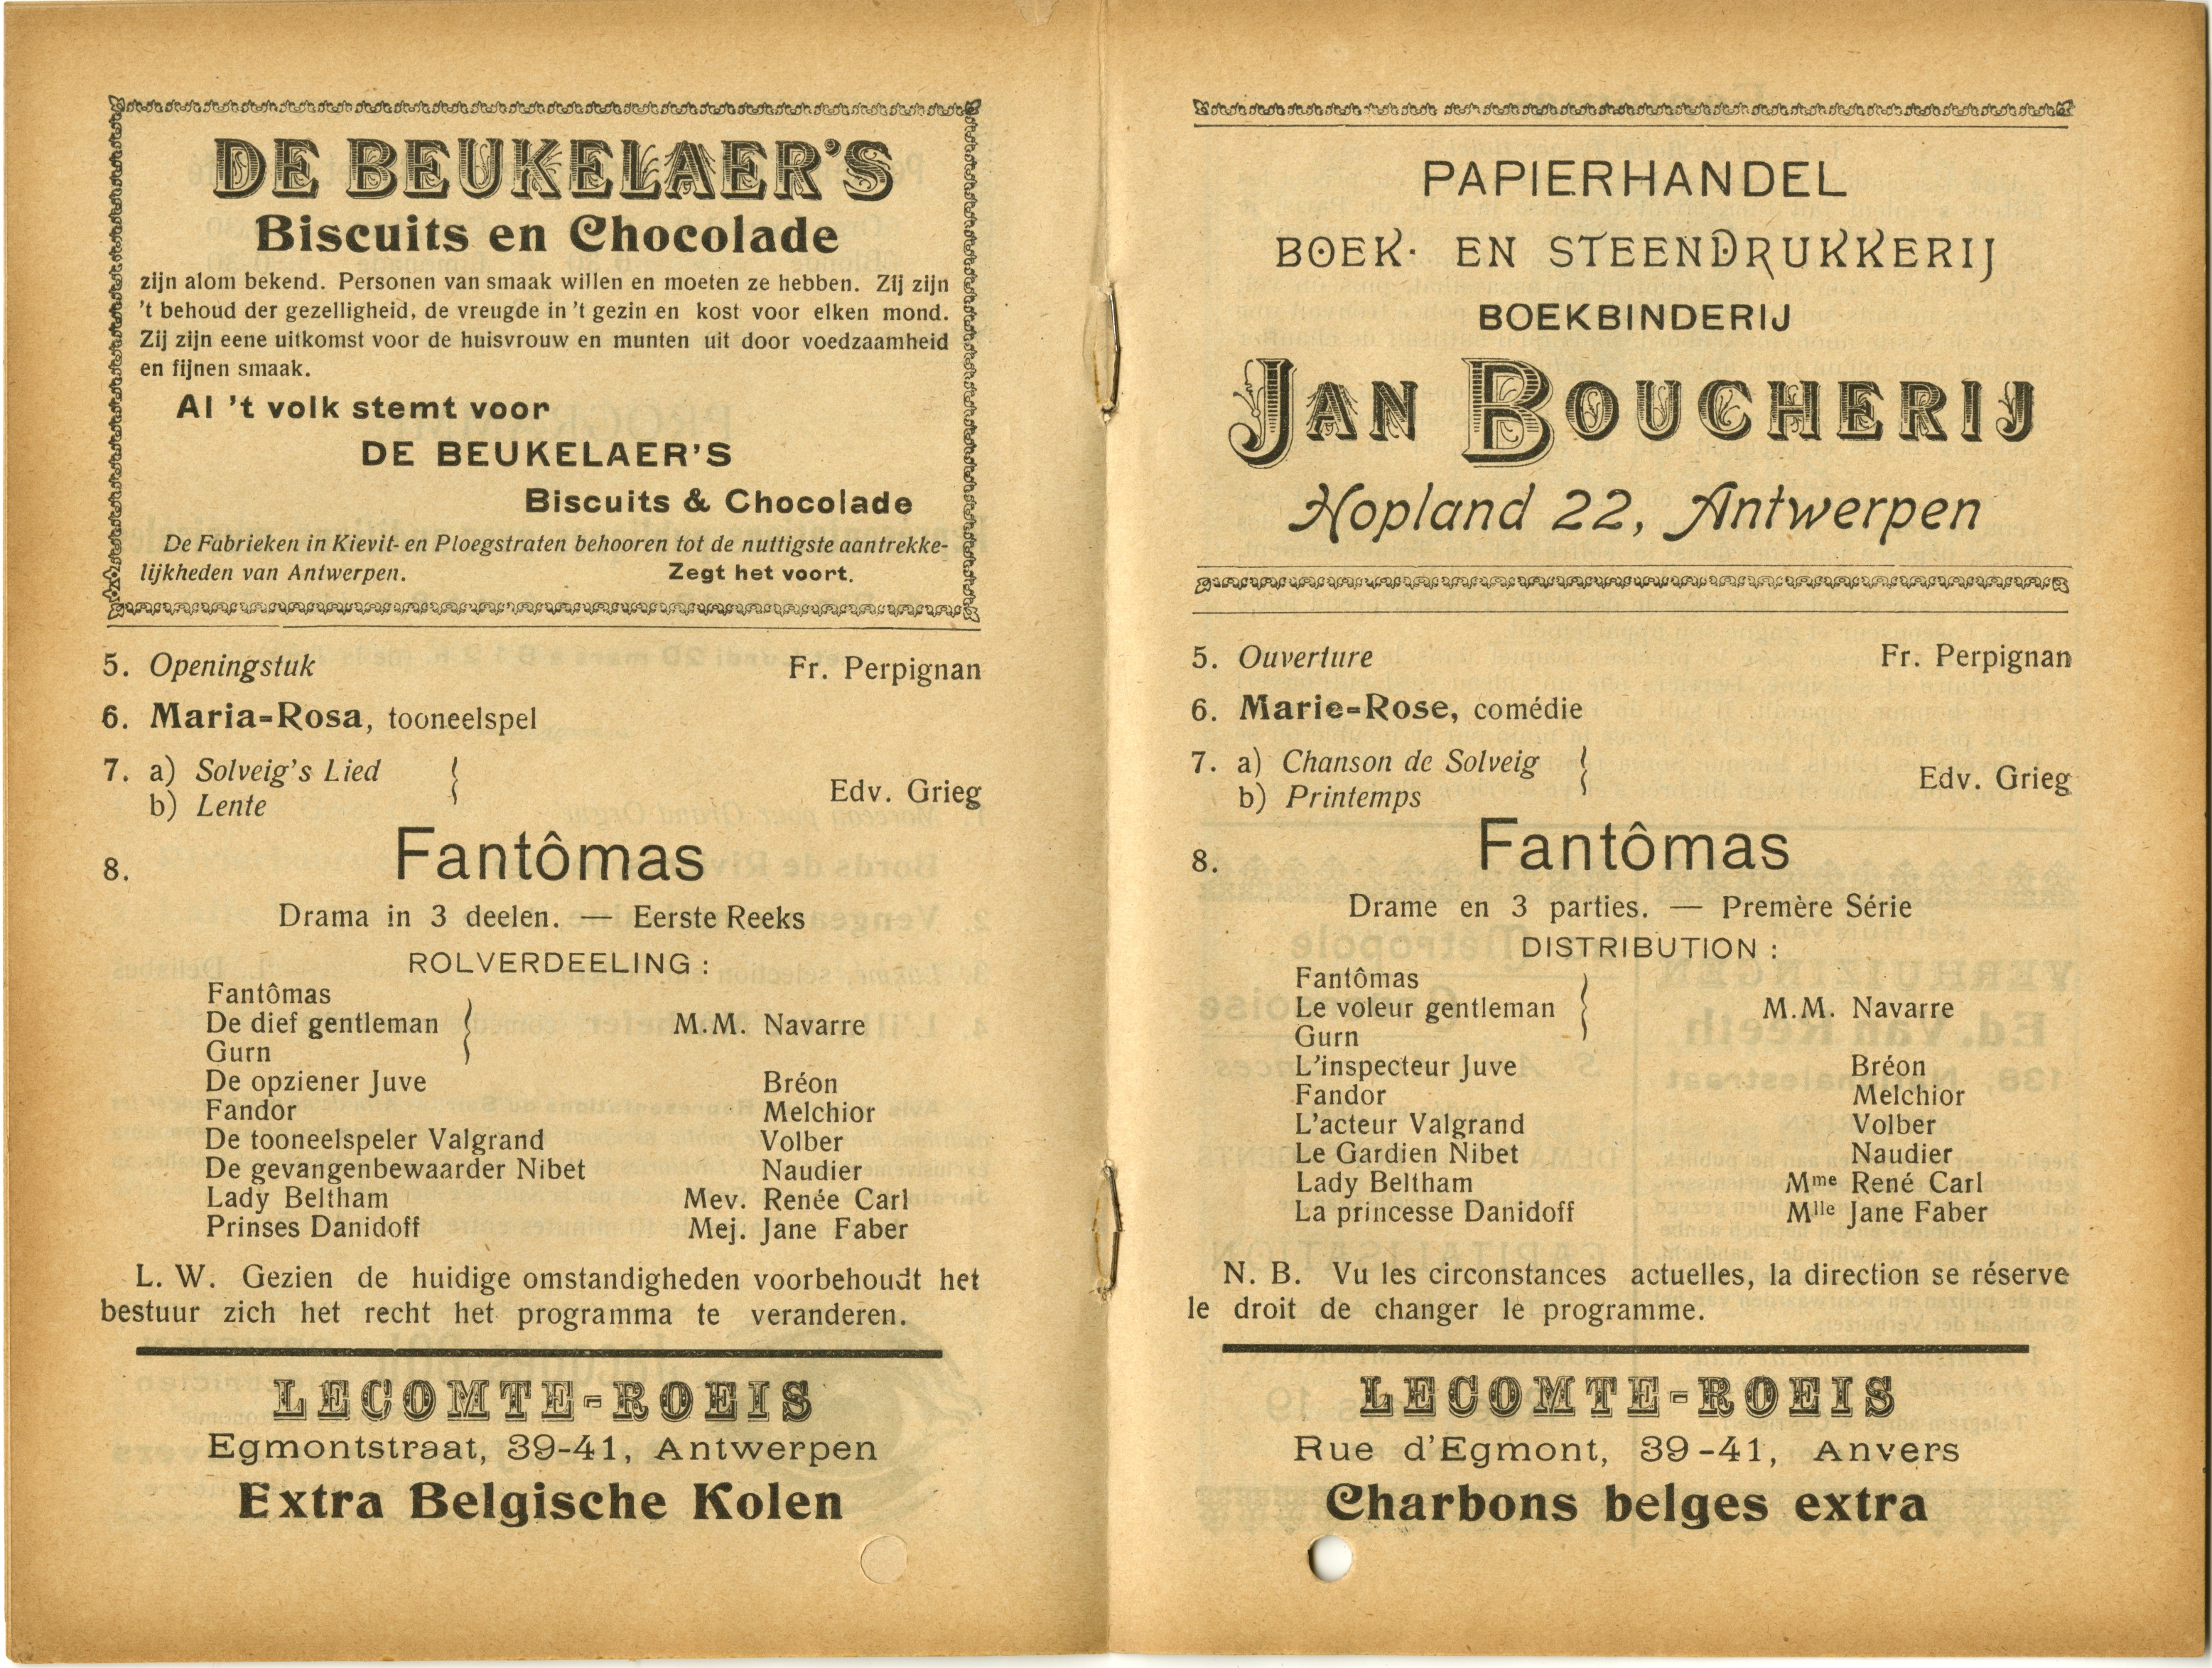 DE BEUKELAER'S
Biscuits en Chocolade
zijn alom bekend. Personen van smaak willen en moeten ze hebben. Zij zijn
't behoud der gezelligheid, de vreugde in 't gezin en kost voor elken mond.
Zij zijn eene uitkomst voor de huisvrouw en munten uit door voedzaamheid
en fijnen smaak.
Al 't volk stemt voor
DE BEUKELAER'S
Biscuits & Chocolade
De Fabrieken in Kievit- en Ploegstraten behooren tot de nuttigste aantrekke-
lijkheden van Antwerpen. Zegt het voort.
5. Openingstuk Fr. Perpignan
6. Maria-Rosa, tooneelspel
7. a) Solveig's Lied
b) Lente
Edv. Grieg
8. Fantômas
Drama in 3 deelen. — Eerste Reeks
ROLVERDEELING :
Fantômas
De dief gentleman M.M. Navarre
Gurn
De opziener Juve Bréon
Fandor Melchior
De tooneelspeler Valgrand Volber
De gevangenbewaarder Nibet Naudier
Lady Beltham Mev. Renée Carl
Prinses Danidoff Mej. Jane Faber
L. W. Gezien de huidige omstandigheden voorbehoudt het
bestuur zich het recht het programma te veranderen.
LECOMTE-ROEIS
Egmontstraat, 39-41, Antwerpen
Extra Belgische Kolen
PAPIERHANDEL
BOEK- EN STEENDRUKKERIJ
BOEKBINDERIJ
JAN BOUCHERIJ
Hopland 22, Antwerpen
5. Ouverture Fr. Perpignan
6. Marie-Rose, comédie
7. a) Chanson de Solveig
b) Printemps
Edv. Grieg
8. Fantômas
Drame en 3 parties. — Premère Série
DISTRIBUTION :
Fantômas
Le voleur gentleman M.M. Navarre
Gurn
L'inspecteur Juve Bréon
Fandor Melchior
L'acteur Valgrand Volber
Le Gardien Nibet Naudier
Lady Beltham Mme René Carl
La princesse Danidoff Mlle Jane Faber
N. B. Vu les circonstances actuelles, la direction se réserve
le droit de changer le programme.
LECOMTE-ROEIS
Rue d'Egmont, 39-41, Anvers
Charbons belges extra